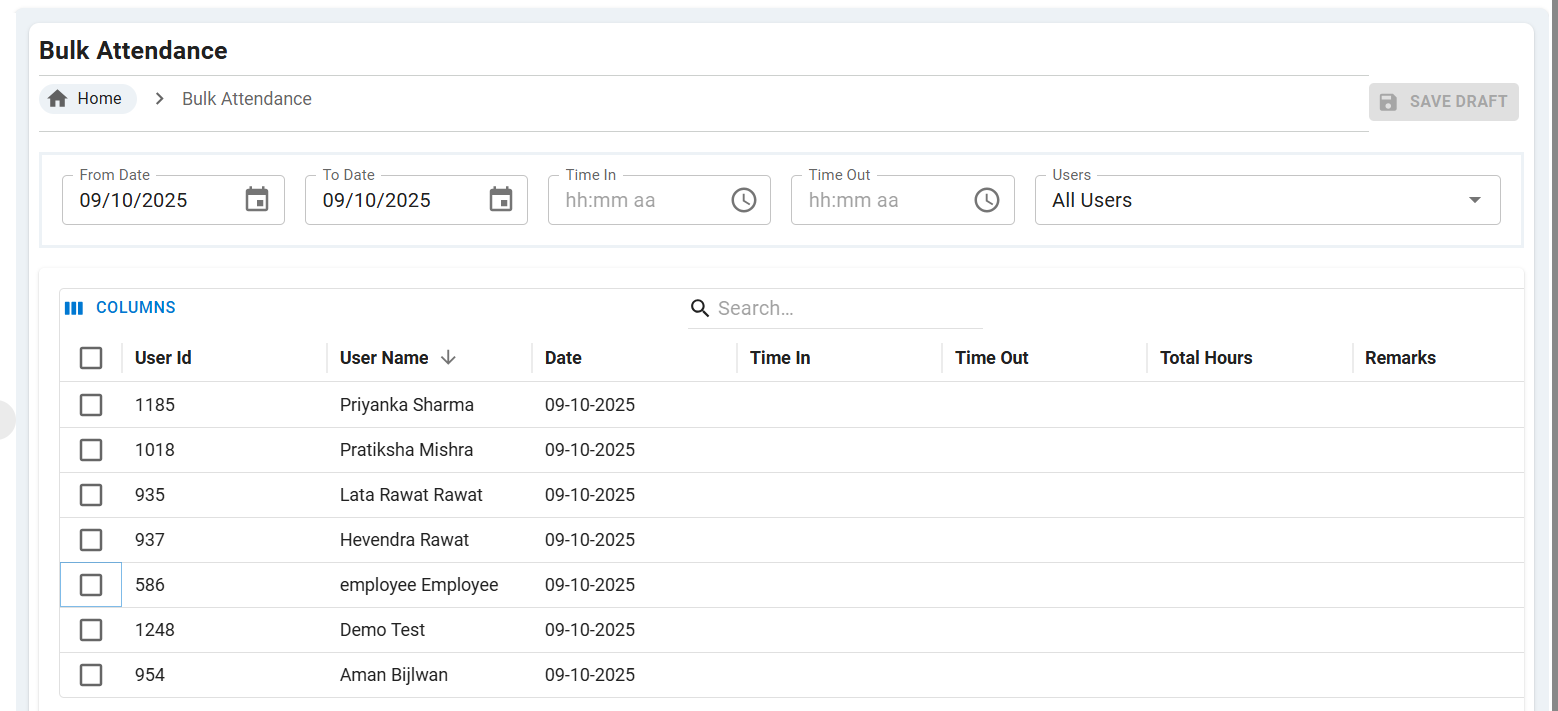 Bulk Attendance
Home > Bulk Attendance
SAVE DRAFT
From Date To Date Time In Time Out Users
09/10/2025 09/10/2025 hh:mm aa hh:mm aa All Users
COLUMNS Search…
User Id User Name Date Time In Time Out Total Hours Remarks
1185 Priyanka Sharma 09-10-2025
1018 Pratiksha Mishra 09-10-2025
935 Lata Rawat Rawat 09-10-2025
937 Hevendra Rawat 09-10-2025
586 employee Employee 09-10-2025
1248 Demo Test 09-10-2025
954 Aman Bijlwan 09-10-2025